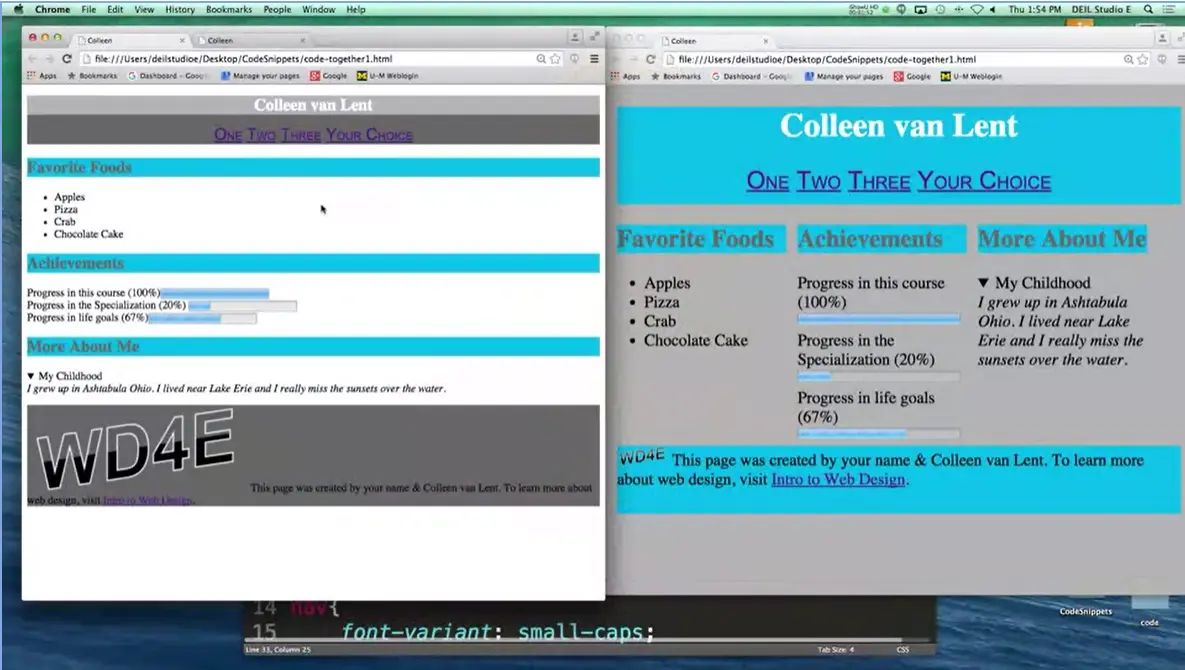 Chrome File Edit View History Bookmarks People Window Help
Thu 1:54 PM DEIL Studio E
Colleen
Colleen
file:///Users/deilstudioe/Desktop/CodeSnippets/code-together1.html
Apps Bookmarks Dashboard - Goog Manage your pages Google U-M Weblogin
Colleen van Lent
One Two Three Your Choice
Favorite Foods
Apples
Pizza
Crab
Chocolate Cake
Achievements
Progress in this course (100%)
Progress in the Specialization (20%)
Progress in life goals (67%)
More About Me
▼ My Childhood
I grew up in Ashtabula Ohio. I lived near Lake Erie and I really miss the sunsets over the water.
WD4E
This page was created by your name & Colleen van Lent. To learn more about
web design, visit Intro to Web Design.
Colleen
file:///Users/deilstudioe/Desktop/CodeSnippets/code-together1.html
Apps Bookmarks Dashboard - Goog Manage your pages Google U-M Weblogin
Colleen van Lent
One Two Three Your Choice
Favorite Foods
Apples
Pizza
Crab
Chocolate Cake
Achievements
Progress in this course
(100%)
Progress in the
Specialization (20%)
Progress in life goals
(67%)
More About Me
▼ My Childhood
I grew up in Ashtabula
Ohio. I lived near Lake
Erie and I really miss the
sunsets over the water.
WD4E This page was created by your name & Colleen van Lent. To learn more
about web design, visit Intro to Web Design.
14 nav{
15 font-variant: small-caps;
Line 33, Column 25 Tab Size: 4 CSS
CodeSnippets
code